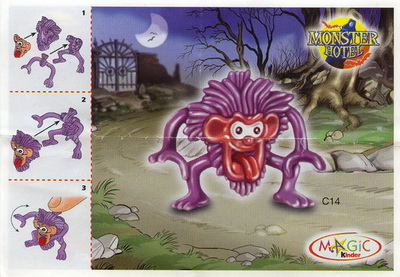 1
2
3
MONSTER
HOTEL
C14
MAGIC
Kinder